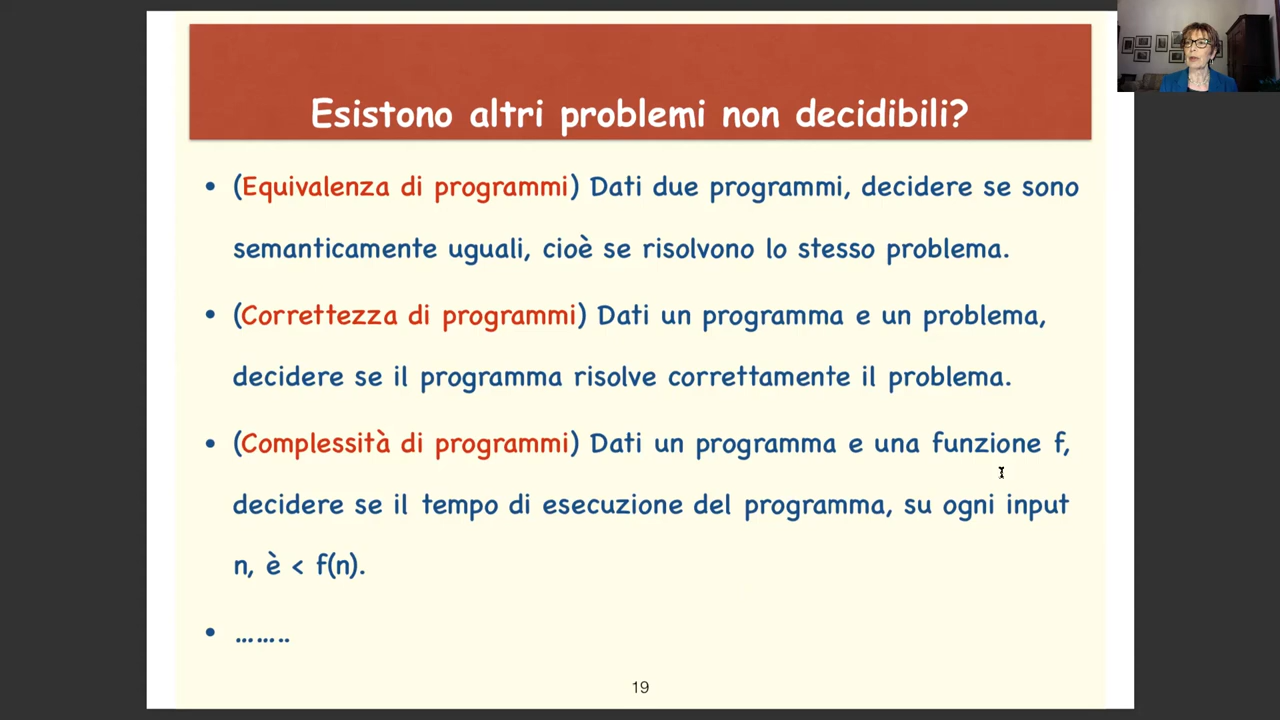 Esistono altri problemi non decidibili?
• (Equivalenza di programmi) Dati due programmi, decidere se sono
semanticamente uguali, cioè se risolvono lo stesso problema.
• (Correttezza di programmi) Dati un programma e un problema,
decidere se il programma risolve correttamente il problema.
• (Complessità di programmi) Dati un programma e una funzione f,
decidere se il tempo di esecuzione del programma, su ogni input
n, è < f(n).
• ……..
19